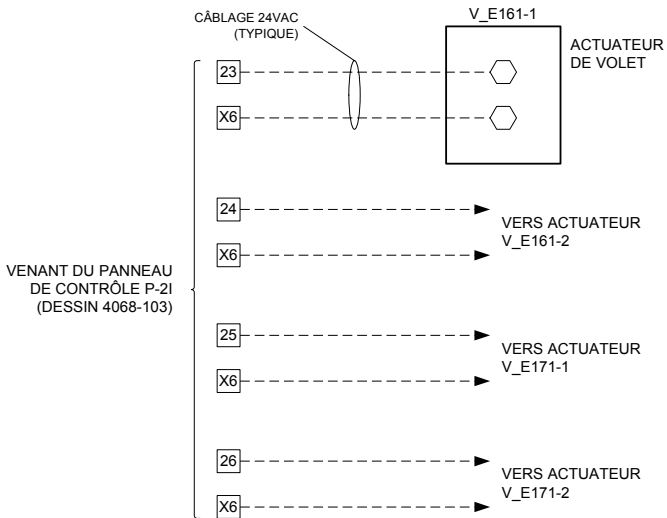 CÂBLAGE 24VAC
(TYPIQUE)
V_E161-1
ACTUATEUR
DE VOLET
23
X6
24
X6
VERS ACTUATEUR
V_E161-2
VENANT DU PANNEAU
DE CONTRÔLE P-2I
(DESSIN 4068-103)
25
X6
VERS ACTUATEUR
V_E171-1
26
X6
VERS ACTUATEUR
V_E171-2